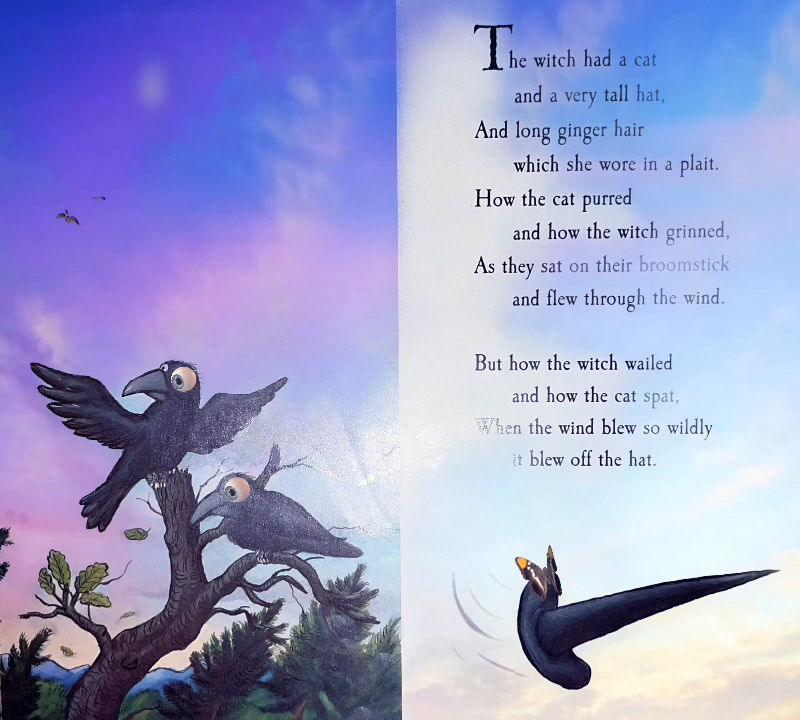 The witch had a cat
and a very tall hat,
And long ginger hair
which she wore in a plait.
How the cat purred
and how the witch grinned,
As they sat on their broomstick
and flew through the wind.
But how the witch wailed
and how the cat spat,
When the wind blew so wildly
it blew off the hat.